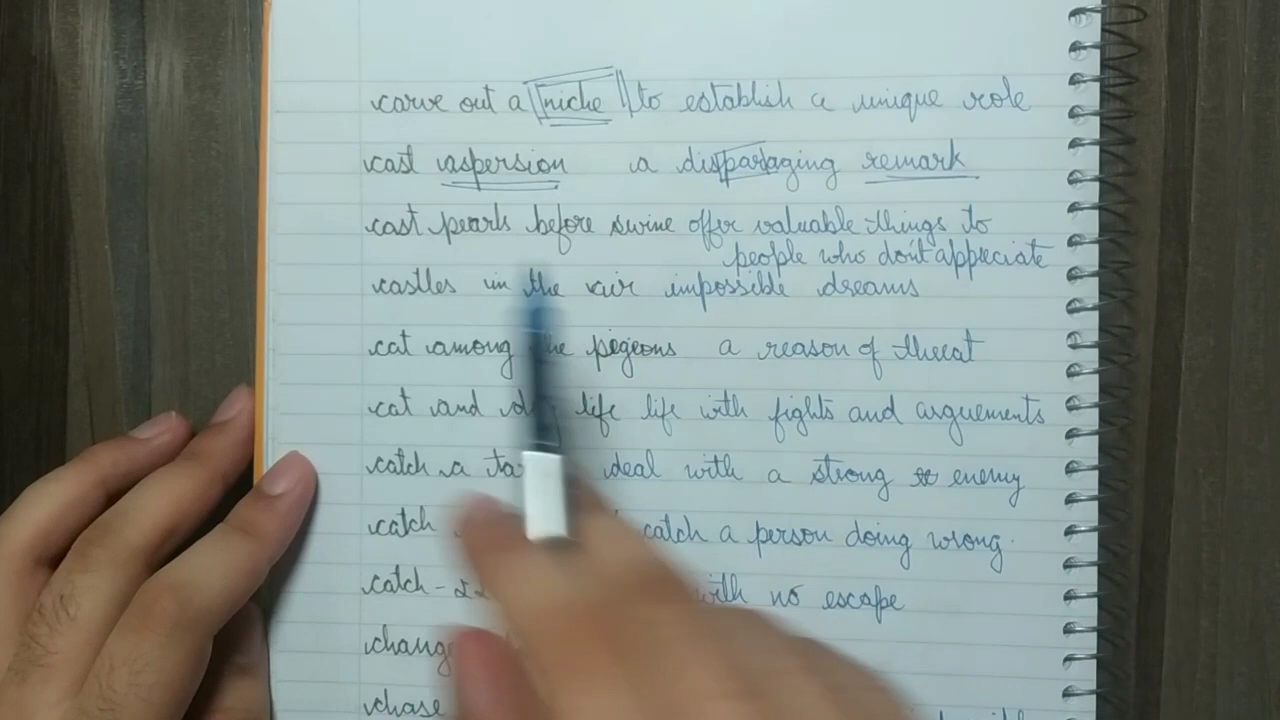 carve out a niche to establish a unique role
cast aspersion a disparaging remark
cast pearls before swine offer valuable things to
people who don't appreciate
castles in the air impossible dreams
cat among the pigeons a reason of threat
cat and life life with fights and arguements
catch a deal with a strong enemy
catch catch a person doing wrong.
catch-22 with no escape
chase